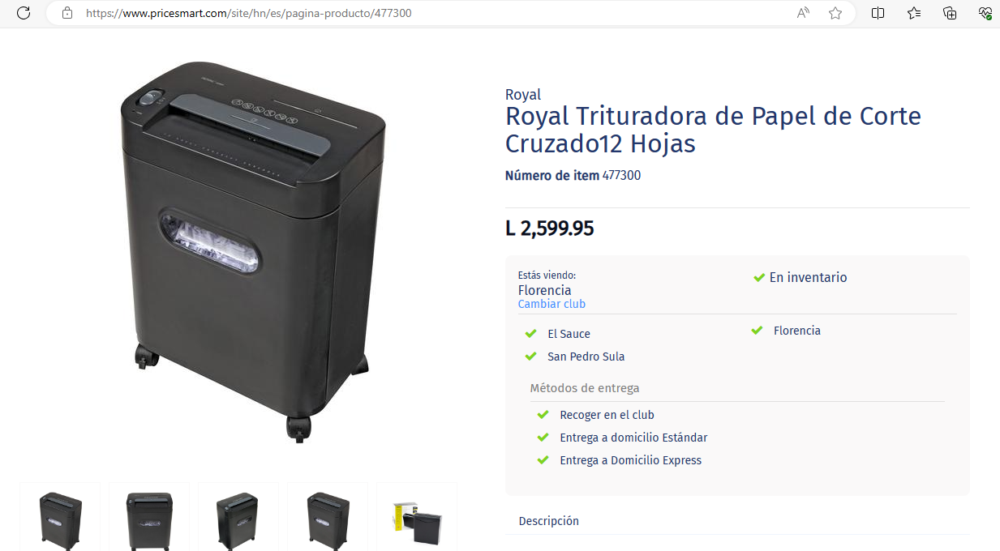 https://www.pricesmart.com/site/hn/es/pagina-producto/477300
Royal
Royal Trituradora de Papel de Corte
Cruzado12 Hojas
Número de item 477300
L 2,599.95
Estás viendo:
Florencia
Cambiar club
En inventario
El Sauce
Florencia
San Pedro Sula
Métodos de entrega
Recoger en el club
Entrega a domicilio Estándar
Entrega a Domicilio Express
Descripción